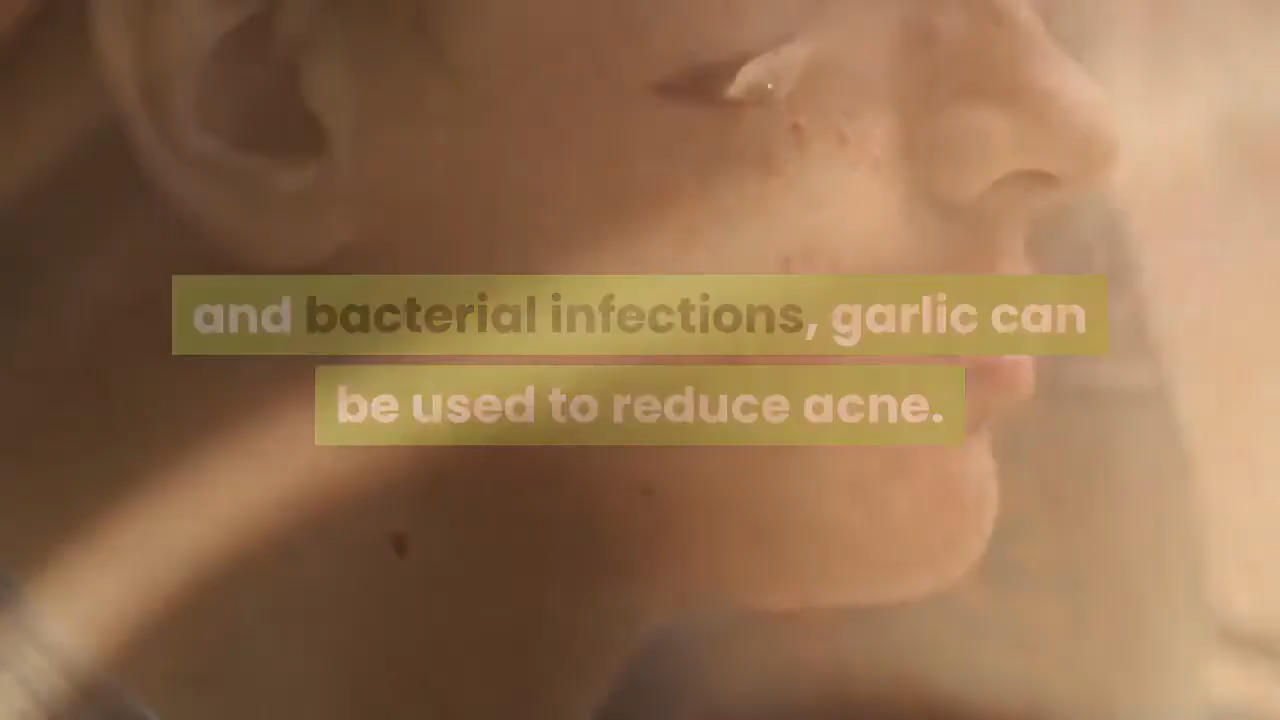 and bacterial infections, garlic can
be used to reduce acne.